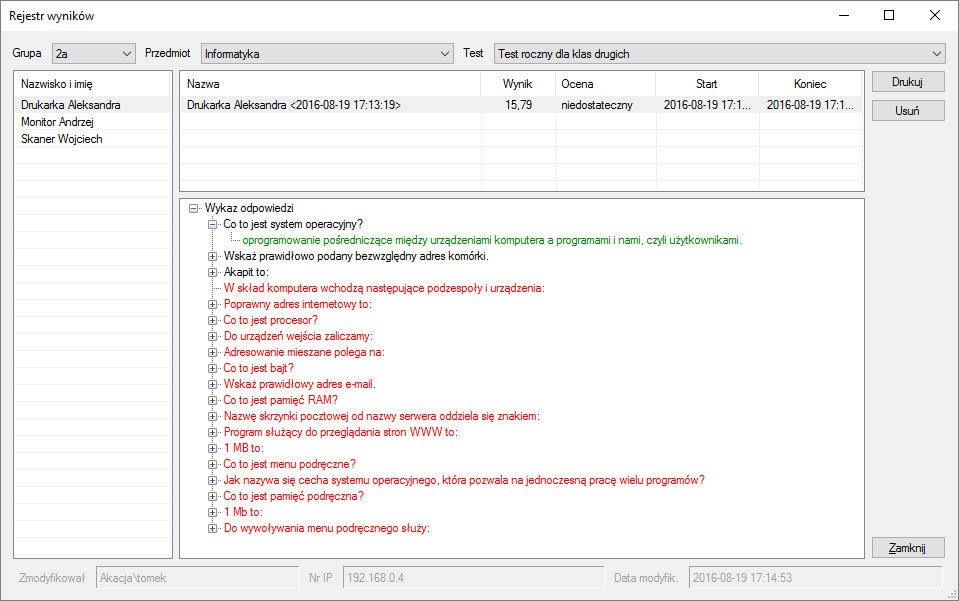 Rejestr wyników
Grupa 2a Przedmiot Informatyka Test Test roczny dla klas drugich
Nazwisko i imię
Drukarka Aleksandra
Monitor Andrzej
Skaner Wojciech
Nazwa Wynik Ocena Start Koniec
Drukarka Aleksandra <2016-08-19 17:13:19> 15,79 niedostateczny 2016-08-19 17:1... 2016-08-19 17:1...
Drukuj
Usuń
Wykaz odpowiedzi
Co to jest system operacyjny?
oprogramowanie pośredniczące między urządzeniami komputera a programami i nami, czyli użytkownikami.
Wskaż prawidłowo podany bezwzględny adres komórki.
Akapit to:
W skład komputera wchodzą następujące podzespoły i urządzenia:
Poprawny adres internetowy to:
Co to jest procesor?
Do urządzeń wejścia zaliczamy:
Adresowanie mieszane polega na:
Co to jest bajt?
Wskaż prawidłowy adres e-mail.
Co to jest pamięć RAM?
Nazwę skrzynki pocztowej od nazwy serwera oddziela się znakiem:
Program służący do przeglądania stron WWW to:
1 MB to:
Co to jest menu podręczne?
Jak nazywa się cecha systemu operacyjnego, która pozwala na jednoczesną pracę wielu programów?
Co to jest pamięć podręczna?
1 Mb to:
Do wywoływania menu podręcznego służy:
Zamknij
Zmodyfikował Akacja\tomek Nr IP 192.168.0.4 Data modyfik. 2016-08-19 17:14:53